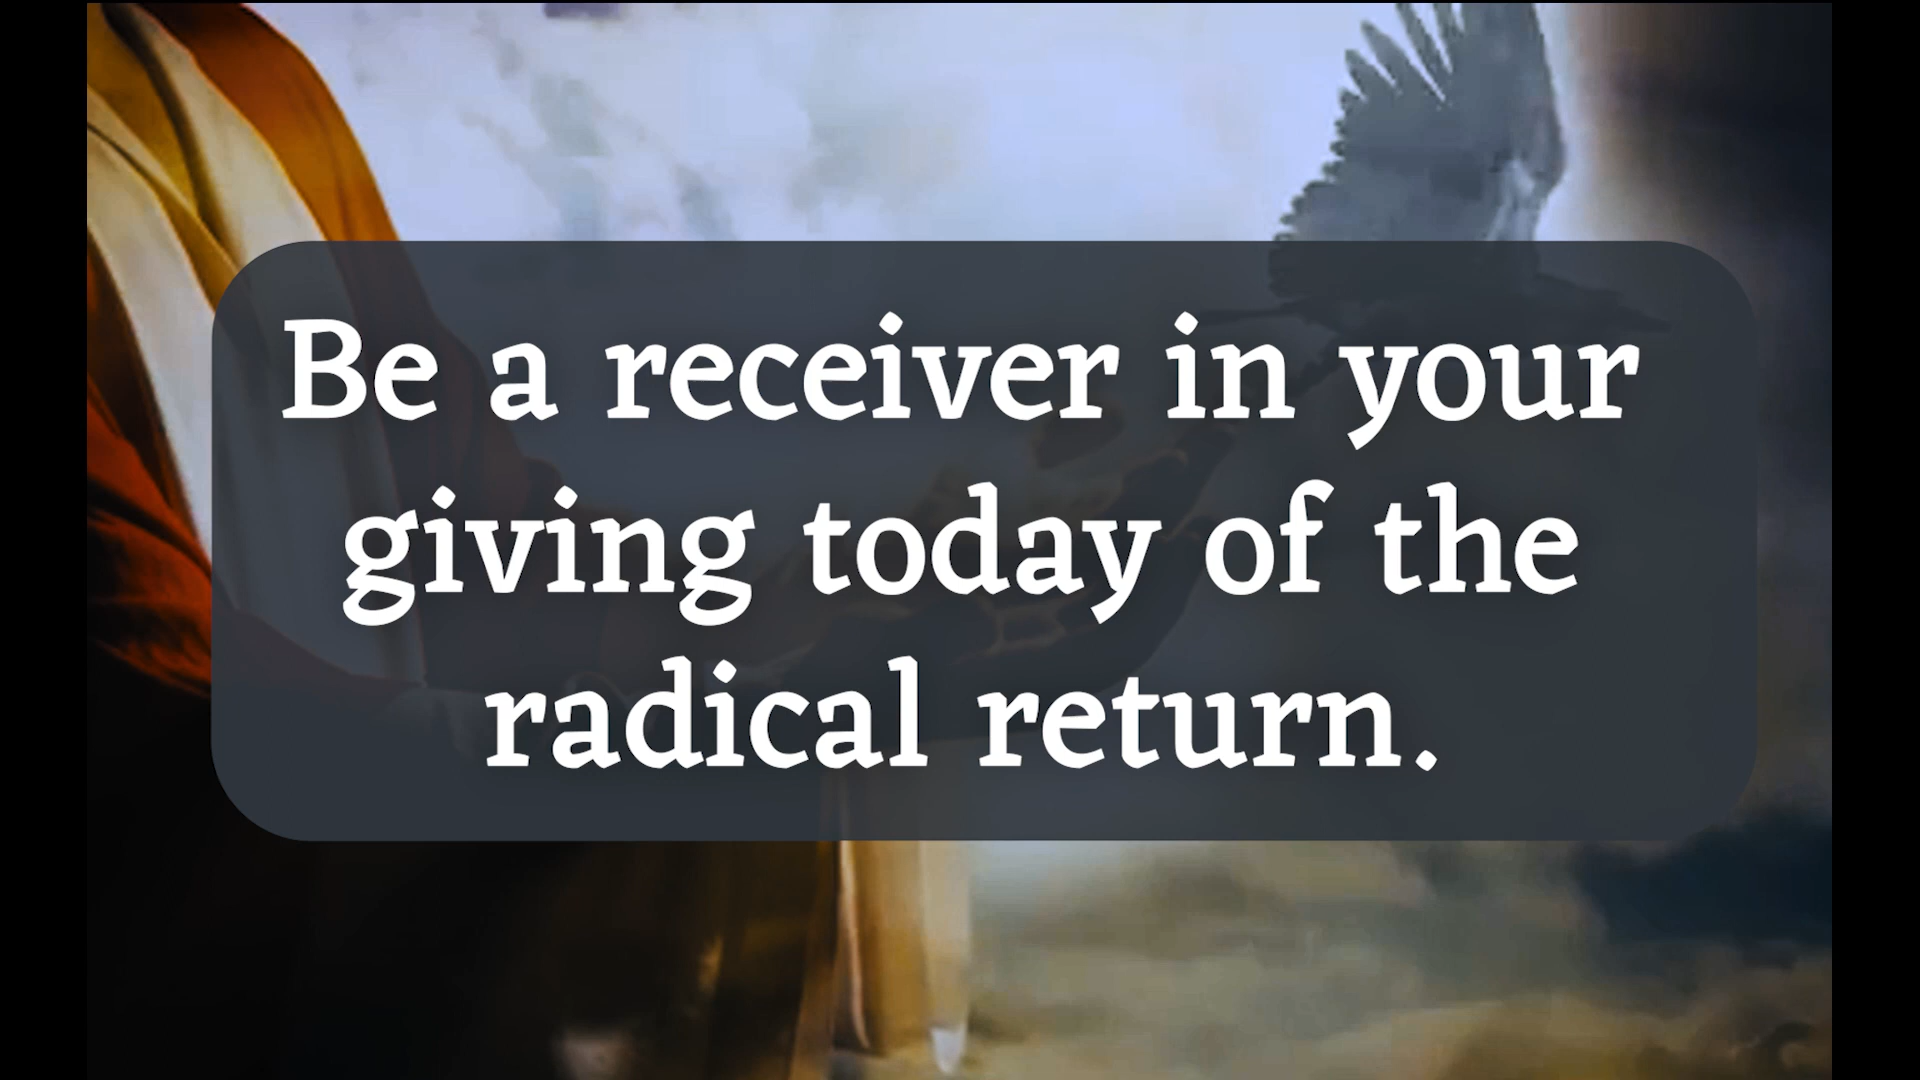 Be a receiver in your
giving today of the
radical return.